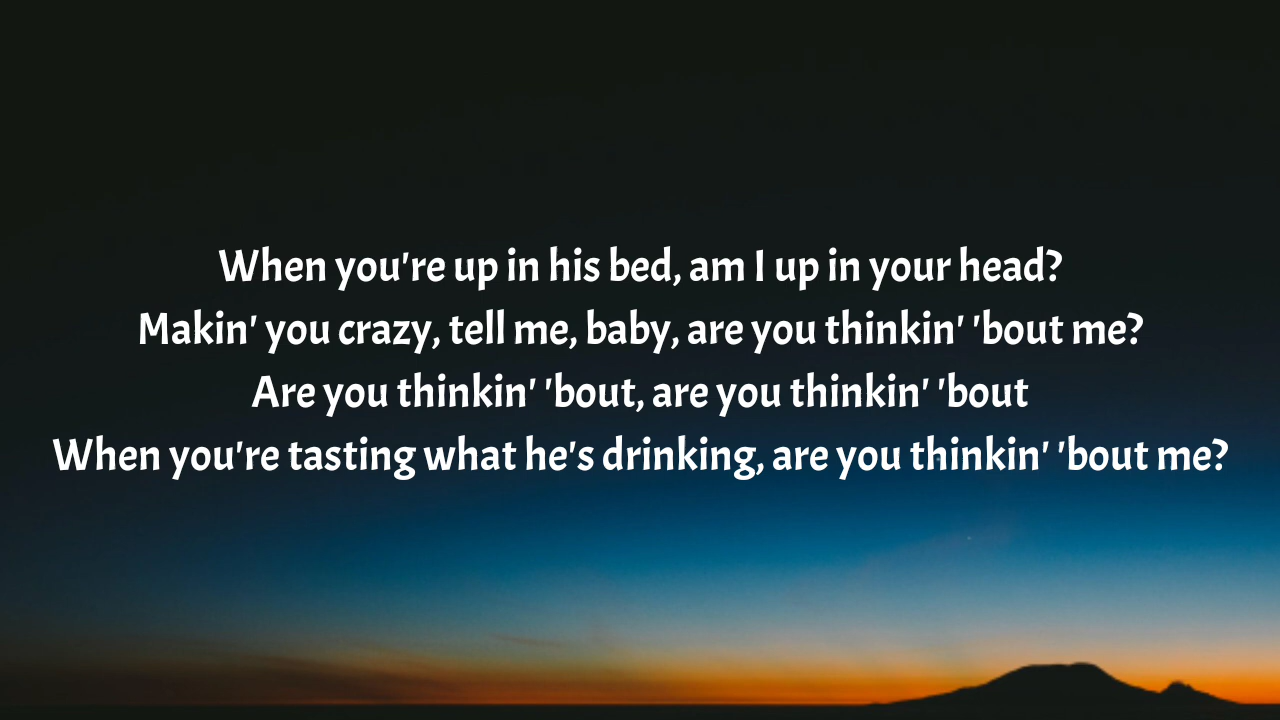 When you're up in his bed, am I up in your head?
Makin' you crazy, tell me, baby, are you thinkin' 'bout me?
Are you thinkin' 'bout, are you thinkin' 'bout
When you're tasting what he's drinking, are you thinkin' 'bout me?